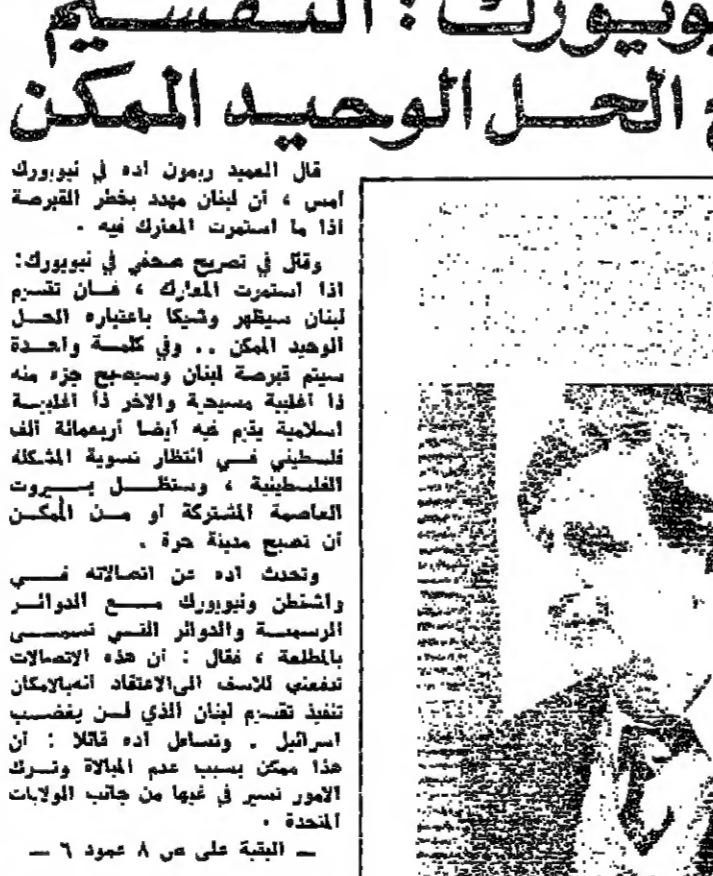 يويورك : التقسيم
الحل الوحيد الممكن
قال العميد ريمون اده في نيويورك
أمس ، أن لبنان مهدد بخطر القبرصة
اذا ما استمرت المعارك فيه .
وقال في تصريح صحفي في نيويورك:
اذا استمرت المعارك ، فان تقسيم
لبنان سيظهر وشيكا باعتباره الحل
الوحيد الممكن .. وفي كلمة واحدة
سيتم قبرصة لبنان وسيصبح جزء منه
ذا أغلبية مسيحية والاخر ذا اغلبية
اسلامية يقيم فيه أيضا أربعمائة الف
فلسطيني في انتظار تسوية المشكلة
الفلسطينية ، وستظل بيروت
العاصمة المشتركة او من الممكن
أن تصبح مدينة حرة .
وتحدث اده عن اتصالاته في
واشنطن ونيويورك مع الدوائر
الرسمية والدوائر التي تسمى
بالمطلعة ، فقال : أن هذه الاتصالات
تدفعني للاسف الى الاعتقاد انه بالامكان
تنفيذ تقسيم لبنان الذي لن يغضب
اسرائيل . وتساءل اده قائلا : أن
هذا ممكن بسبب عدم المبالاة وترك
الامور تسير في غيها من جانب الولايات
المتحدة .
— البقية على ص ٨ عمود ٦ —